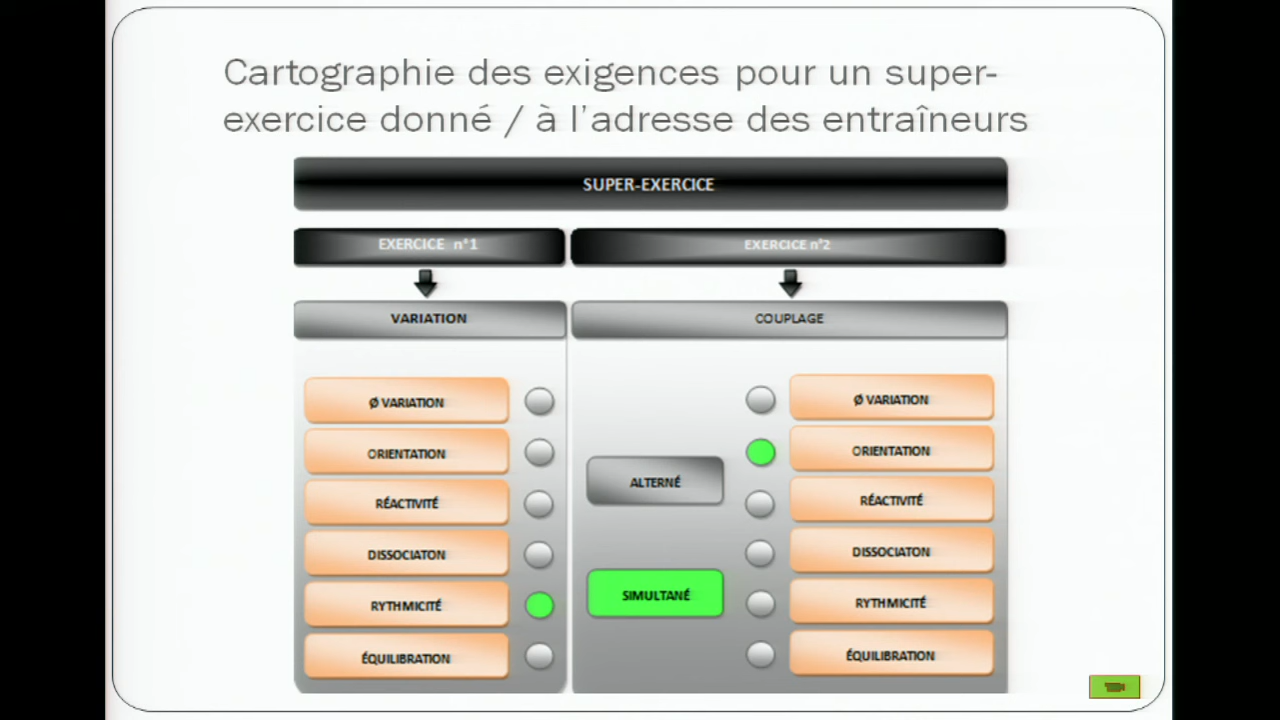 Cartographie des exigences pour un super-
exercice donné / à l'adresse des entraîneurs
SUPER-EXERCICE
EXERCICE n°1
EXERCICE n°2
VARIATION
COUPLAGE
Ø VARIATION
ORIENTATION
RÉACTIVITÉ
DISSOCIATON
RYTHMICITÉ
ÉQUILIBRATION
ALTERNÉ
SIMULTANÉ
Ø VARIATION
ORIENTATION
RÉACTIVITÉ
DISSOCIATON
RYTHMICITÉ
ÉQUILIBRATION